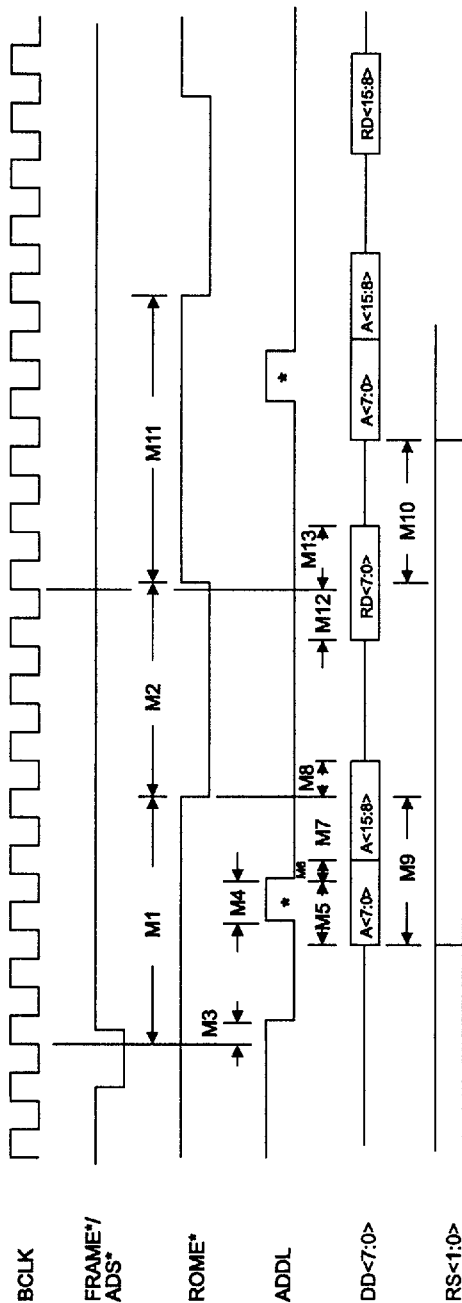 BCLK
FRAME*/
ADS*
M1
M2
M11
ROME*
M3
M4
*
*
ADDL
M5
M6
M7
M8
M12
M13
A<7:0>
A<15:8>
RD<7:0>
A<7:0>
A<15:8>
RD<15:8>
DD<7:0>
M9
M10
RS<1:0>